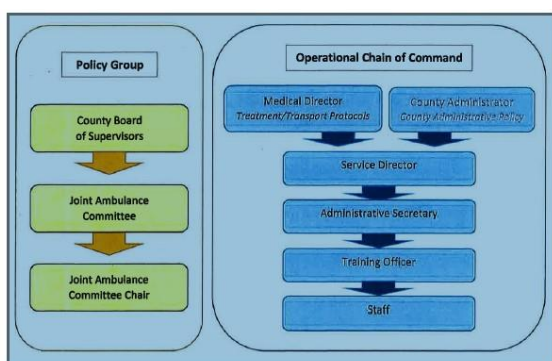 Policy Group
County Board
of Supervisors
Joint Ambulance
Committee
Joint Ambulance
Committee Chair
Operational Chain of Command
Medical Director
Treatment/Transport Protocols
County Administrator
County Administrative Policy
Service Director
Administrative Secretary
Training Officer
Staff